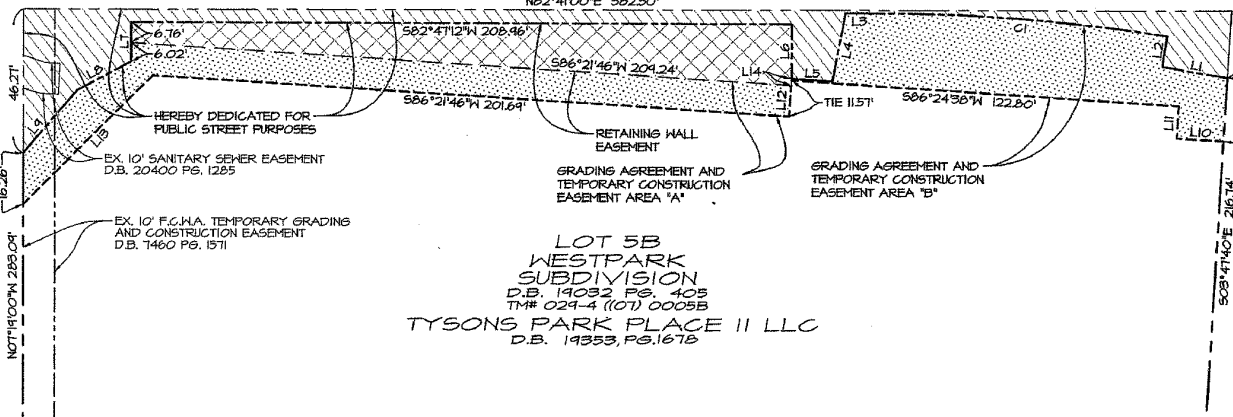 N82°41'00"E 382.50'
L3
C1
L7
6.76'
6.02'
S82°47'12"W 208.96'
L6
L4
2
L1
S86°21'46"W 209.24'
L14
L5
L8
46.27'
S86°21'46"W 201.69'
L12
TIE 11.57'
S86°24'38"W 122.80'
L9
L13
L11
L10
HEREBY DEDICATED FOR
PUBLIC STREET PURPOSES
RETAINING WALL
EASEMENT
EX. 10' SANITARY SEWER EASEMENT
D.B. 20400 PG. 1285
GRADING AGREEMENT AND
TEMPORARY CONSTRUCTION
EASEMENT AREA "A"
GRADING AGREEMENT AND
TEMPORARY CONSTRUCTION
EASEMENT AREA "B"
16.26'
EX. 10' F.C.W.A. TEMPORARY GRADING
AND CONSTRUCTION EASEMENT
D.B. 7460 PG. 1571
N07°19'00"W 283.09'
S03°47'40"E 216.74'
LOT 5B
WESTPARK
SUBDIVISION
D.B. 19032 PG. 405
TM# 029-4 ((07) 0005B
TYSONS PARK PLACE II LLC
D.B. 19353, PG.1678